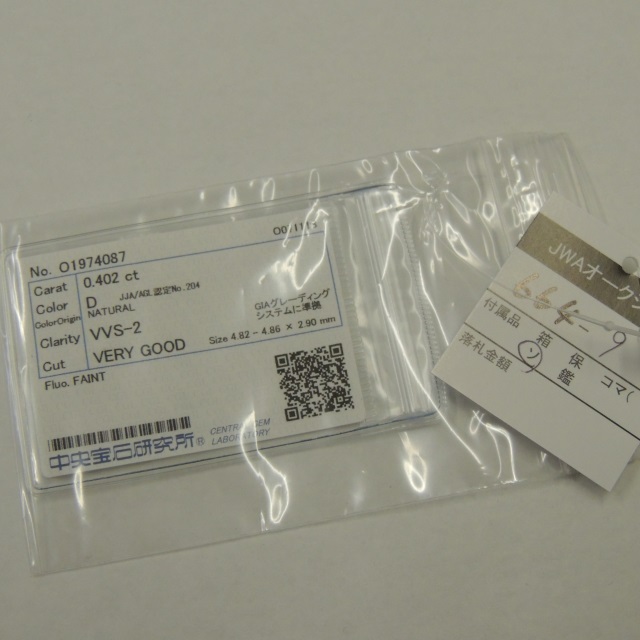 No. O1974087
Carat 0.402 ct
Color D JJA/AGL認定No.204
ColorOrigin NATURAL GIAグレーディング
システムに準拠
Clarity VVS-2
Size 4.82 - 4.86 × 2.90 mm
Cut VERY GOOD
Fluo. FAINT
中央宝石研究所® CENTRAL GEM
LABORATORY
JWAオーク
- 9
付属品 箱 保
ソ 鑑 コマ(
落札金額